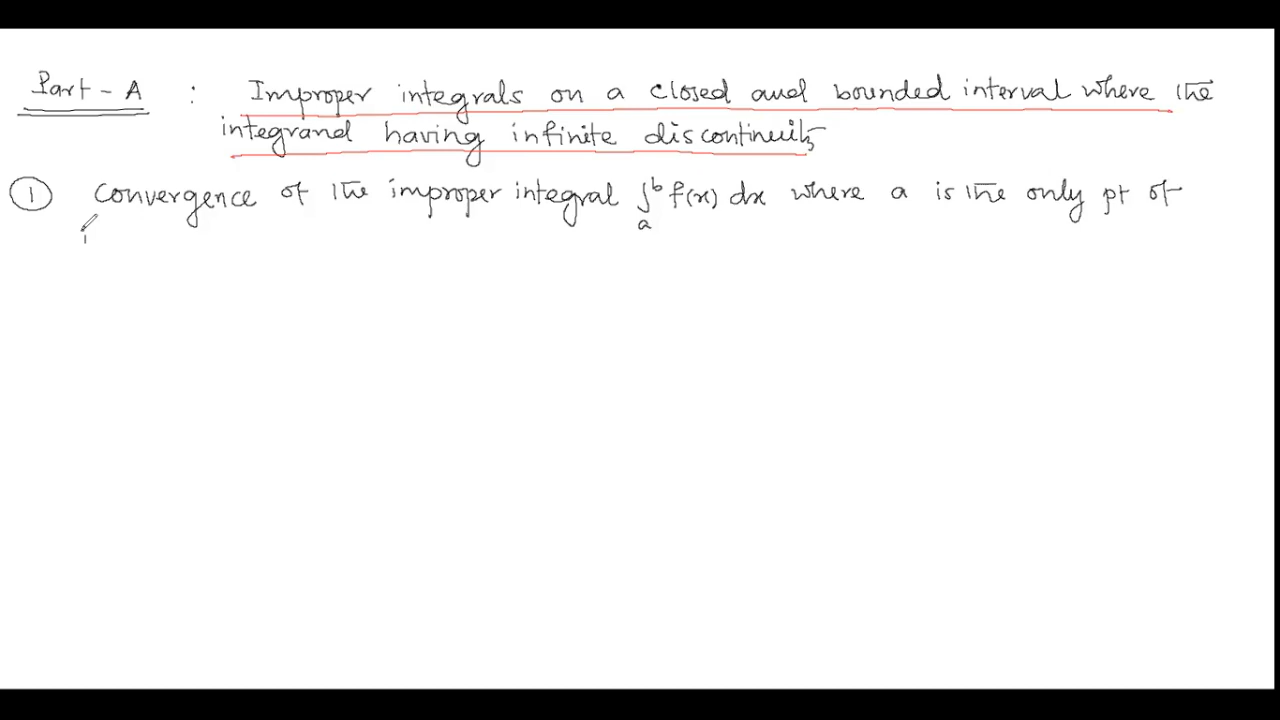 Part - A : Improper integrals on a closed and bounded interval where the
integrand having infinite discontinuity
① Convergence of the improper integral ∫_a^b f(x) dx where a is the only pt of